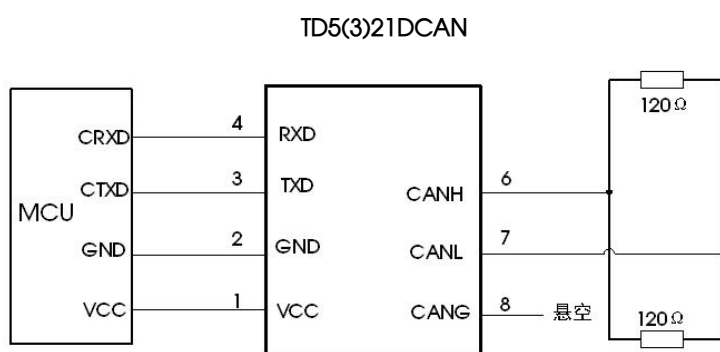 TD5(3)21DCAN
120Ω
CRXD 4 RXD
CTXD 3 TXD
CANH 6
MCU
GND 2 GND
CANL 7
VCC 1 VCC
CANG 8 悬空
120Ω